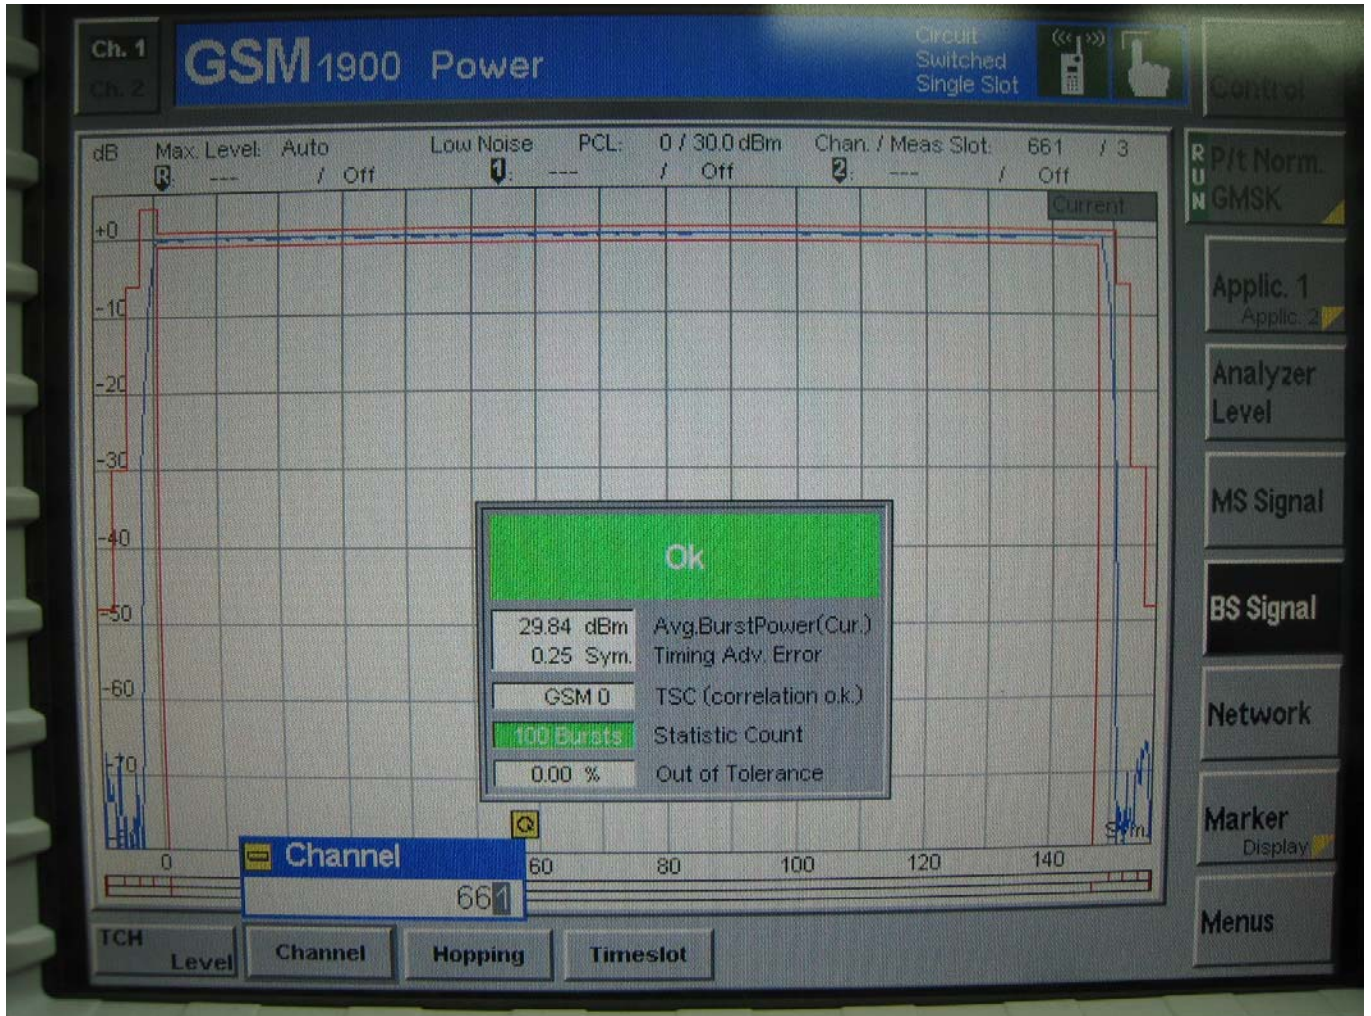 Ch. 1
Ch. 2
GSM 1900 Power
Circuit
Switched
Single Slot
Control
dB Max. Level: Auto Low Noise PCL: 0 / 30.0 dBm Chan. / Meas Slot: 661 / 3
R: --- / Off 1: --- / Off 2: --- / Off
Current
+0
-10
-20
-30
-40
-50
-60
-70
Ok
29.84 dBm Avg.BurstPower(Cur.)
0.25 Sym. Timing Adv. Error
GSM 0 TSC (correlation o.k.)
100 Bursts Statistic Count
0.00 % Out of Tolerance
Sym.
0 60 80 100 120 140
Channel
661
TCH
Level
Channel
Hopping
Timeslot
RUN
P/t Norm.
GMSK
Applic. 1
Applic. 2
Analyzer
Level
MS Signal
BS Signal
Network
Marker
Display
Menus